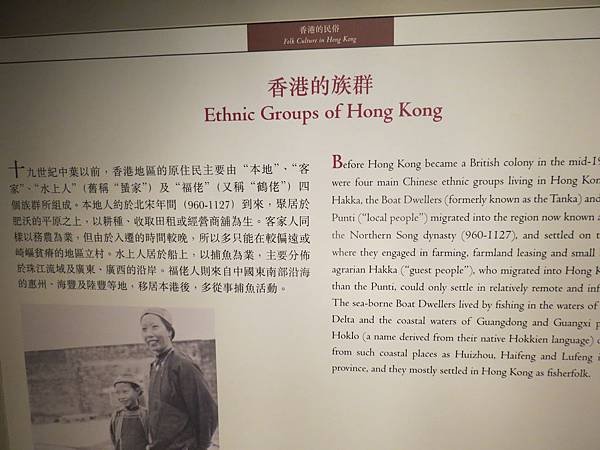 香港的民俗
Folk Culture in Hong Kong
香港的族群
Ethnic Groups of Hong Kong
十九世紀中葉以前，香港地區的原住民主要由“本地”、“客
家”、“水上人”（舊稱“蜑家”）及“福佬”（又稱“鶴佬”）四
個族群所組成。本地人約於北宋年間（960-1127）到來，聚居於
肥沃的平原之上，以耕種、收取田租或經營商舖為生。客家人同
樣以務農為業，但由於入遷的時間較晚，所以多只能在較偏遠或
崎嶇貧瘠的地區立村。水上人居於船上，以捕魚為業，主要分佈
於珠江流域及廣東、廣西的沿岸。福佬人則來自中國東南部沿海
的惠州、海豐及陸豐等地，移居本港後，多從事捕魚活動。
Before Hong Kong became a British colony in the mid-19
were four main Chinese ethnic groups living in Hong Kon
Hakka, the Boat Dwellers (formerly known as the Tanka) and
Punti (“local people”) migrated into the region now known a
the Northern Song dynasty (960-1127), and settled on t
where they engaged in farming, farmland leasing and small
agrarian Hakka (“guest people”), who migrated into Hong K
than the Punti, could only settle in relatively remote and inf
The sea-borne Boat Dwellers lived by fishing in the waters of
Delta and the coastal waters of Guangdong and Guangxi p
Hoklo (a name derived from their native Hokkien language) c
from such coastal places as Huizhou, Haifeng and Lufeng i
province, and they mostly settled in Hong Kong as fisherfolk.